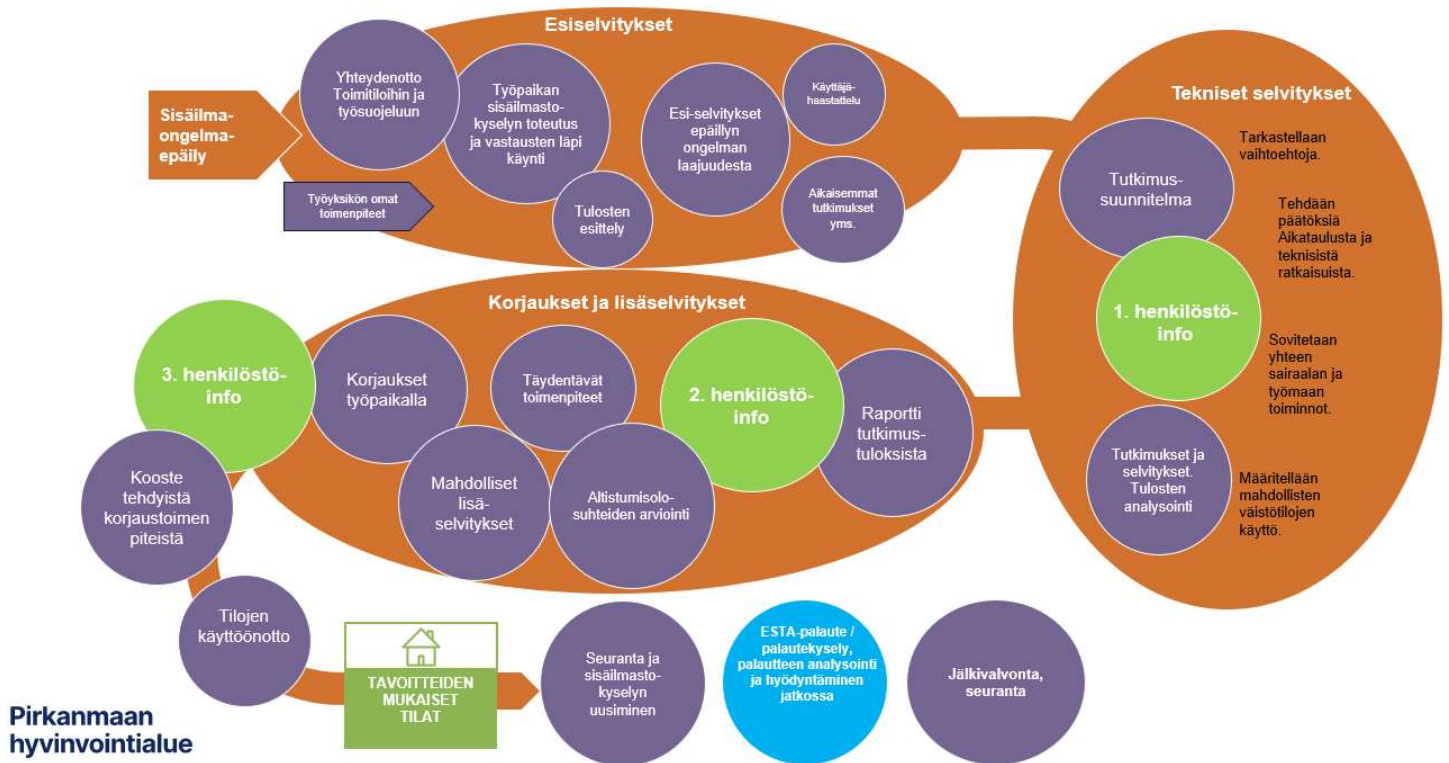 Esiselvitykset
Sisäilma-
ongelma-
epäily
Yhteydenotto
Toimitiloihin ja
työsuojeluun
Työyksikön omat
toimenpiteet
Työpaikan
sisäilmasto-
kyselyn toteutus
ja vastausten läpi
käynti
Tulosten
esittely
Esi-selvitykset
epäillyn
ongelman
laajuudesta
Käyttäjä-
haastattelu
Aikaisemmat
tutkimukset
yms.
Tekniset selvitykset
Tutkimus-
suunnitelma
Tarkastellaan
vaihtoehtoja.
Tehdään
päätöksiä
Aikataulusta ja
teknisistä
ratkaisuista.
1. henkilöstö-
info
Sovitetaan
yhteen
sairaalan ja
työmaan
toiminnot.
Tutkimukset ja
selvitykset.
Tulosten
analysointi
Määritellään
mahdollisten
väistötilojen
käyttö.
Korjaukset ja lisäselvitykset
Raportti
tutkimus-
tuloksista
2. henkilöstö-
info
Altistumisolo-
suhteiden arviointi
Täydentävät
toimenpiteet
Mahdolliset
lisä-
selvitykset
Korjaukset
työpaikalla
3. henkilöstö-
info
Kooste
tehdyistä
korjaustoimen
piteistä
Tilojen
käyttöönotto
TAVOITTEIDEN
MUKAISET
TILAT
Seuranta ja
sisäilmasto-
kyselyn
uusiminen
ESTA-palaute /
palautekysely,
palautteen analysointi
ja hyödyntäminen
jatkossa
Jälkivalvonta,
seuranta
Pirkanmaan
hyvinvointialue